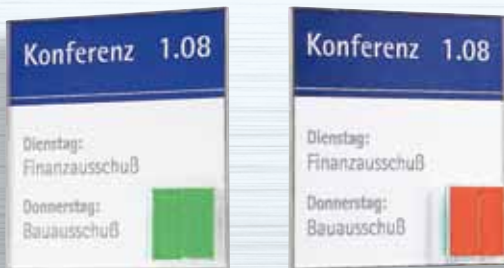 Konferenz 1.08
Dienstag:
Finanzausschuß
Donnerstag:
Bauausschuß
Konferenz 1.08
Dienstag:
Finanzausschuß
Donnerstag:
Bauausschuß